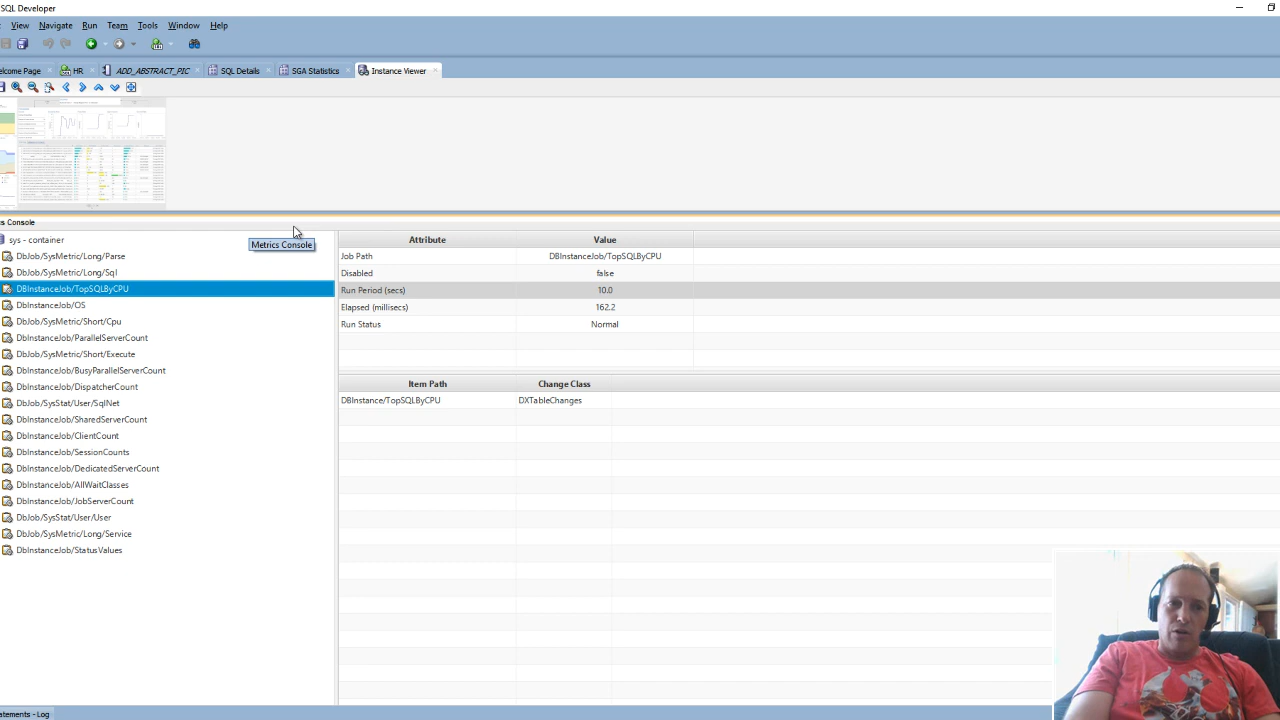 SQL Developer
View Navigate Run Team Tools Window Help
elcome Page HR ADD_ABSTRACT_PIC SQL Details SGA Statistics Instance Viewer
cs Console
sys - container
Metrics Console
DbJob/SysMetric/Long/Parse
DbJob/SysMetric/Long/Sql
DBInstanceJob/TopSQLByCPU
DbInstanceJob/OS
DbJob/SysMetric/Short/Cpu
DbInstanceJob/ParallelServerCount
DbJob/SysMetric/Short/Execute
DbInstanceJob/BusyParallelServerCount
DbInstanceJob/DispatcherCount
DbJob/SysStat/User/SqlNet
DbInstanceJob/SharedServerCount
DbInstanceJob/ClientCount
DbInstanceJob/SessionCounts
DbInstanceJob/DedicatedServerCount
DbInstanceJob/AllWaitClasses
DbInstanceJob/JobServerCount
DbJob/SysStat/User/User
DbJob/SysMetric/Long/Service
DbInstanceJob/StatusValues
Attribute Value
Job Path DBInstanceJob/TopSQLByCPU
Disabled false
Run Period (secs) 10.0
Elapsed (millisecs) 162.2
Run Status Normal
Item Path Change Class
DBInstance/TopSQLByCPU DXTableChanges
atements - Log